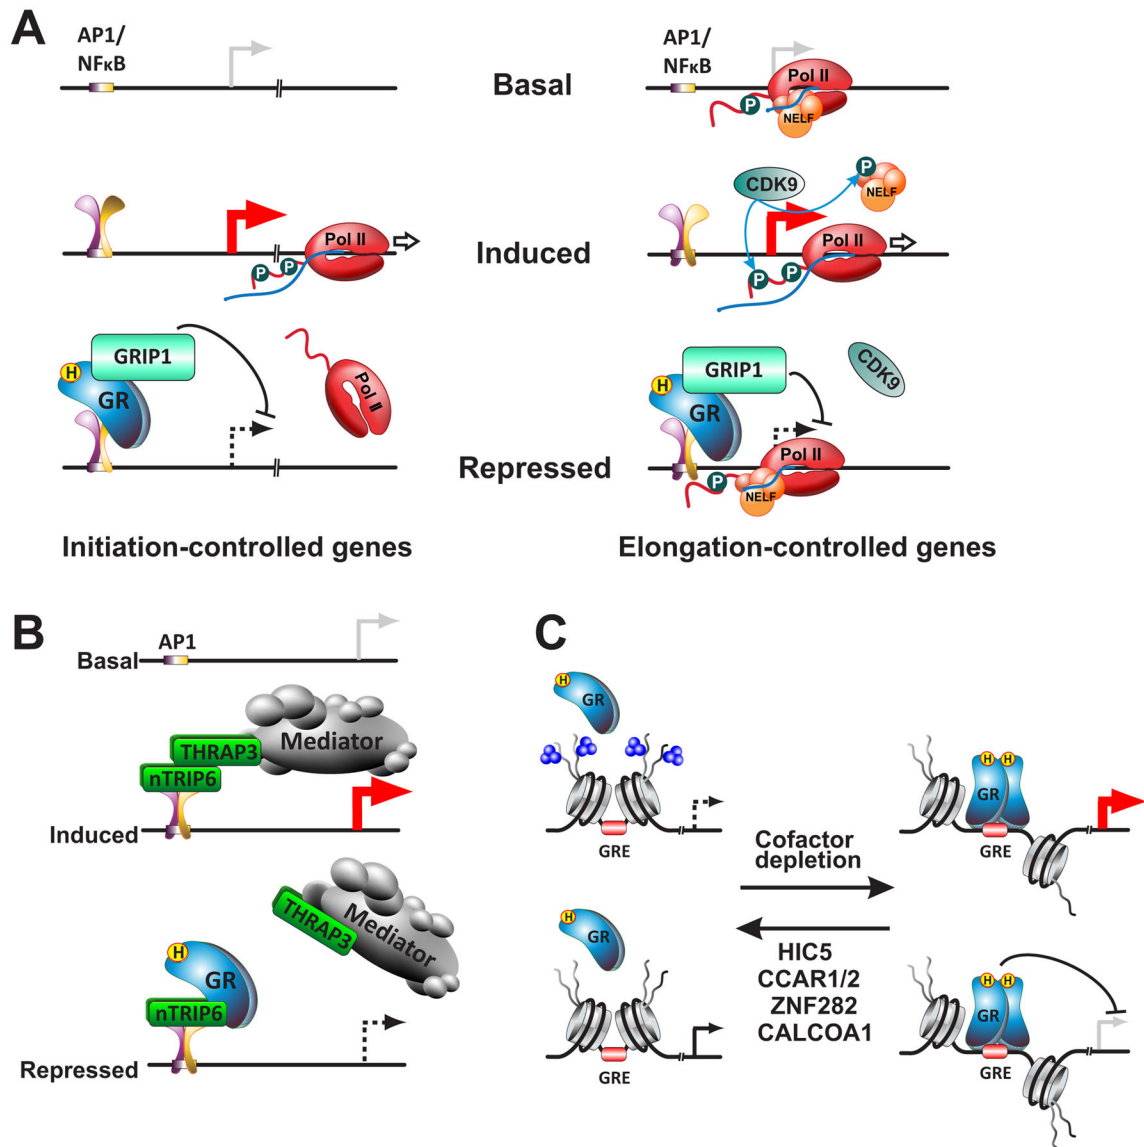 A
AP1/
NFκB
AP1/
NFκB
Basal
Pol II
P
NELF
CDK9
P
NELF
Induced
Pol II
P P
Pol II
P P
GRIP1
H
GR
Pol II
GRIP1
H
GR
CDK9
Repressed
Pol II
P
NELF
Initiation-controlled genes
Elongation-controlled genes
B
AP1
Basal
Mediator
THRAP3
nTRIP6
Induced
THRAP3
Mediator
H
GR
nTRIP6
Repressed
C
H
GR
GRE
H H
GR
GRE
Cofactor
depletion
HIC5
CCAR1/2
ZNF282
CALCOA1
H
GR
GRE
H H
GR
GRE